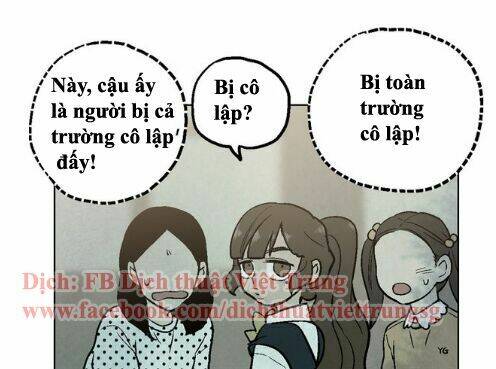 Này, cậu ấy
là người bị cả
trường cô lập
đấy!
Bị cô
lập?
Bị toàn
trường
cô lập!
Dịch: FB Dịch thuật Việt Trung
www.facebook.com/dichthuatviettrungsg
YG